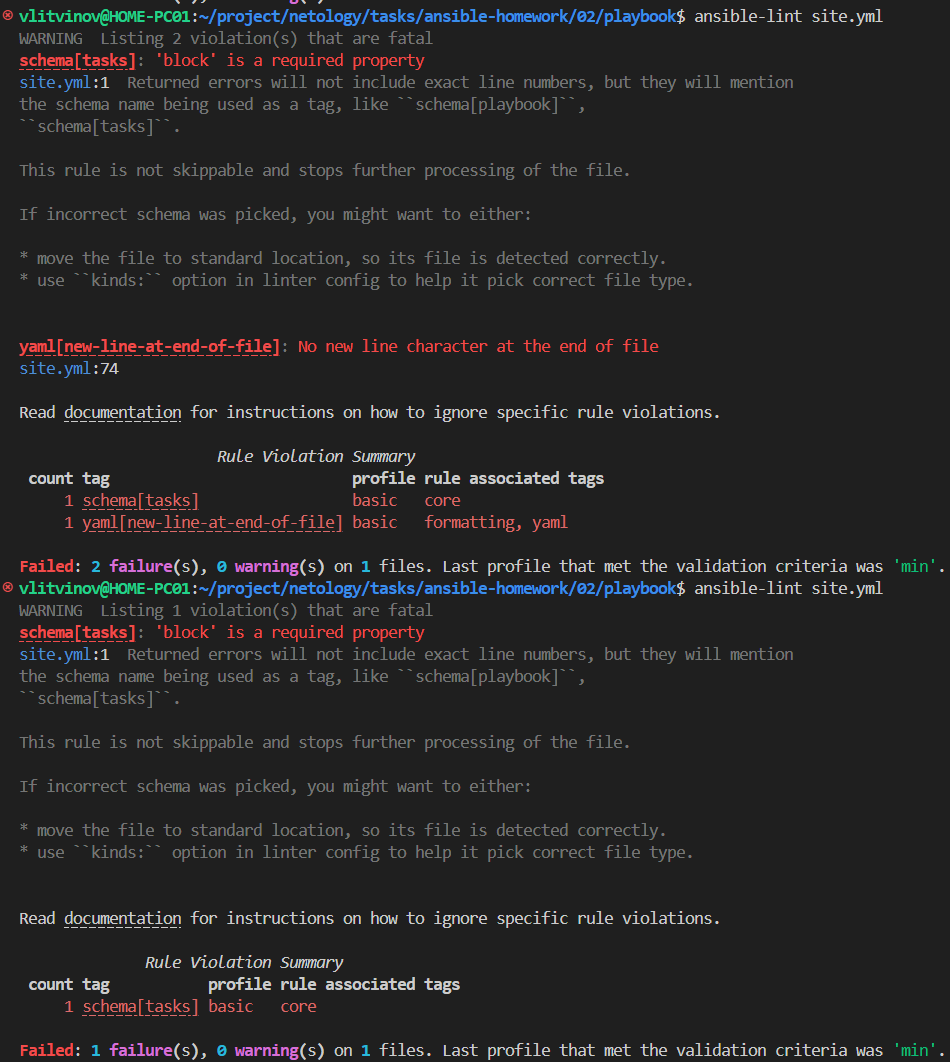 vlitvinov@HOME-PC01:~/project/netology/tasks/ansible-homework/02/playbook$ ansible-lint site.yml
WARNING  Listing 2 violation(s) that are fatal
schema[tasks]: 'block' is a required property
site.yml:1  Returned errors will not include exact line numbers, but they will mention
the schema name being used as a tag, like ``schema[playbook]``,
``schema[tasks]``.

This rule is not skippable and stops further processing of the file.

If incorrect schema was picked, you might want to either:

* move the file to standard location, so its file is detected correctly.
* use ``kinds:`` option in linter config to help it pick correct file type.

yaml[new-line-at-end-of-file]: No new line character at the end of file
site.yml:74

Read documentation for instructions on how to ignore specific rule violations.

Rule Violation Summary
count tag                           profile rule associated tags
1 schema[tasks]                 basic   core
1 yaml[new-line-at-end-of-file] basic   formatting, yaml

Failed: 2 failure(s), 0 warning(s) on 1 files. Last profile that met the validation criteria was 'min'.
vlitvinov@HOME-PC01:~/project/netology/tasks/ansible-homework/02/playbook$ ansible-lint site.yml
WARNING  Listing 1 violation(s) that are fatal
schema[tasks]: 'block' is a required property
site.yml:1  Returned errors will not include exact line numbers, but they will mention
the schema name being used as a tag, like ``schema[playbook]``,
``schema[tasks]``.

This rule is not skippable and stops further processing of the file.

If incorrect schema was picked, you might want to either:

* move the file to standard location, so its file is detected correctly.
* use ``kinds:`` option in linter config to help it pick correct file type.

Read documentation for instructions on how to ignore specific rule violations.

Rule Violation Summary
count tag           profile rule associated tags
1 schema[tasks] basic   core

Failed: 1 failure(s), 0 warning(s) on 1 files. Last profile that met the validation criteria was 'min'.